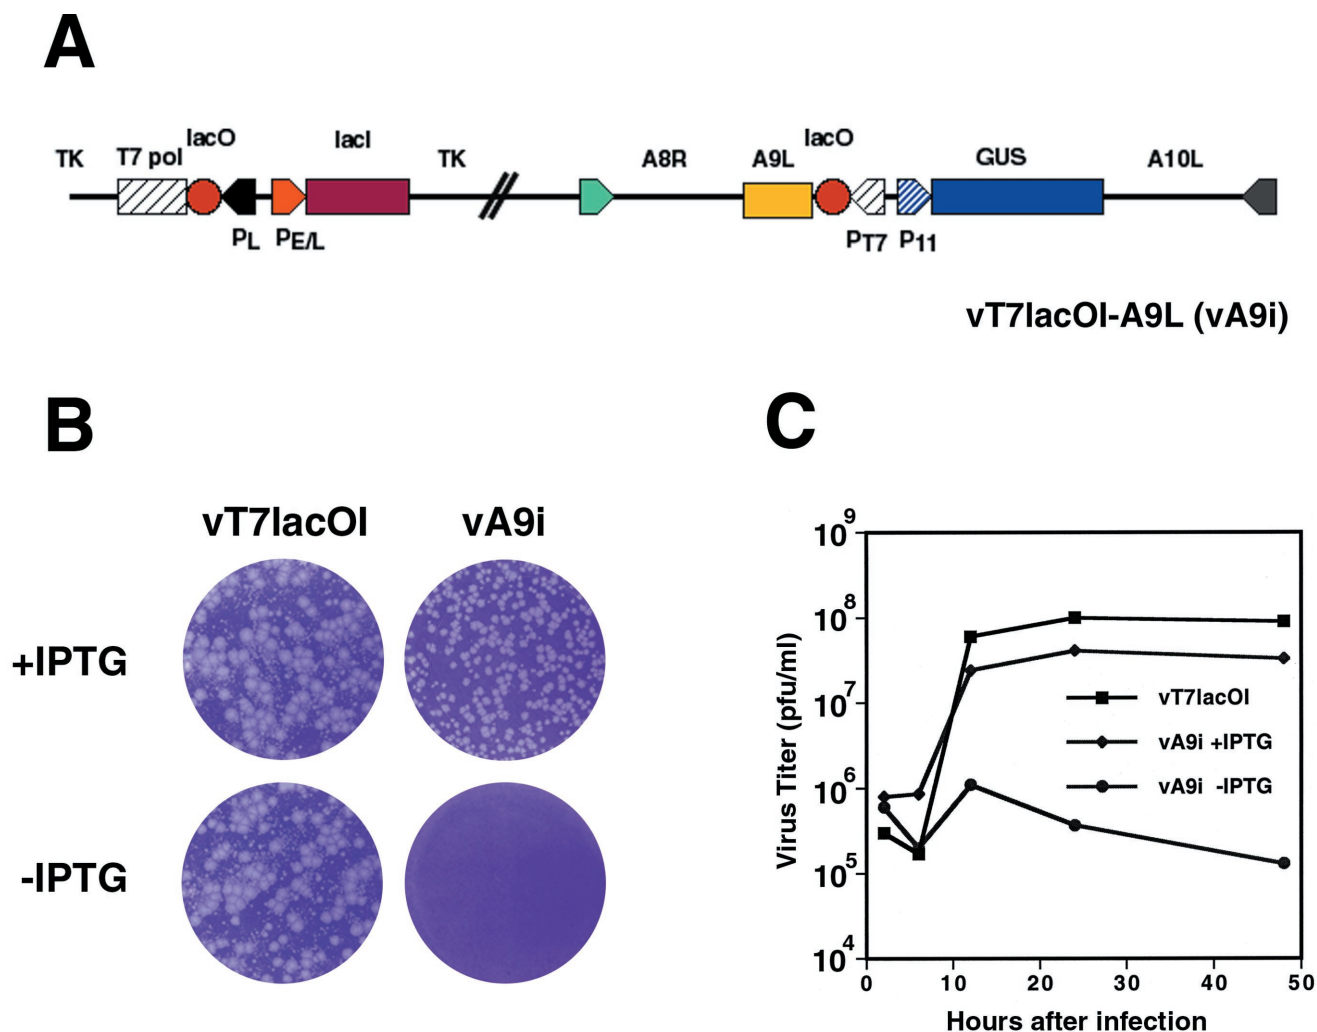 A
TK T7 pol lacO lacI TK A8R A9L lacO GUS A10L
PL PE/L PT7 P11
vT7lacOI-A9L (vA9i)
B
vT7lacOI vA9i
+IPTG
-IPTG
C
Virus Titer (pfu/ml)
10^9
10^8
10^7
10^6
10^5
10^4
vT7lacOI
vA9i +IPTG
vA9i -IPTG
0 10 20 30 40 50
Hours after infection